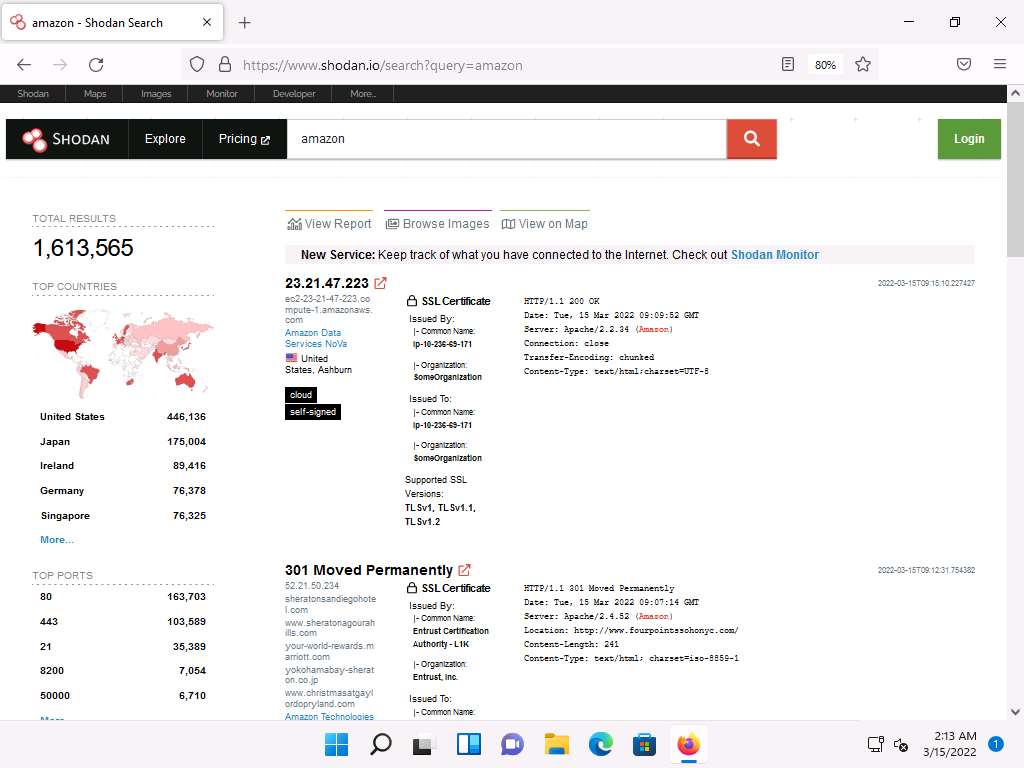 amazon - Shodan Search
https://www.shodan.io/search?query=amazon
80%
Shodan Maps Images Monitor Developer More...
SHODAN Explore Pricing amazon Login
TOTAL RESULTS
1,613,565
TOP COUNTRIES
United States 446,136
Japan 175,004
Ireland 89,416
Germany 76,378
Singapore 76,325
More...
TOP PORTS
80 163,703
443 103,589
21 35,389
8200 7,054
50000 6,710
More...
View Report Browse Images View on Map
New Service: Keep track of what you have connected to the Internet. Check out Shodan Monitor
23.21.47.223
2022-03-15T09:15:10.227427
ec2-23-21-47-223.co
mpute-1.amazonaws.
com
Amazon Data
Services NoVa
United
States, Ashburn
cloud
self-signed
SSL Certificate
Issued By:
|- Common Name:
ip-10-236-69-171
|- Organization:
SomeOrganization
Issued To:
|- Common Name:
ip-10-236-69-171
|- Organization:
SomeOrganization
Supported SSL
Versions:
TLSv1, TLSv1.1,
TLSv1.2
HTTP/1.1 200 OK
Date: Tue, 15 Mar 2022 09:09:52 GMT
Server: Apache/2.2.34 (Amazon)
Connection: close
Transfer-Encoding: chunked
Content-Type: text/html;charset=UTF-8
301 Moved Permanently
2022-03-15T09:12:31.754382
52.21.50.234
sheratonsandiegohote
l.com
www.sheratonagourah
ills.com
your-world-rewards.m
arriott.com
yokohamabay-sherat
on.co.jp
www.christmasatgayl
ordopryland.com
Amazon Technologies
SSL Certificate
Issued By:
|- Common Name:
Entrust Certification
Authority - L1K
|- Organization:
Entrust, Inc.
Issued To:
|- Common Name:
HTTP/1.1 301 Moved Permanently
Date: Tue, 15 Mar 2022 09:07:14 GMT
Server: Apache/2.4.52 (Amazon)
Location: http://www.fourpointssohonyc.com/
Content-Length: 241
Content-Type: text/html; charset=iso-8859-1
2:13 AM
3/15/2022
1